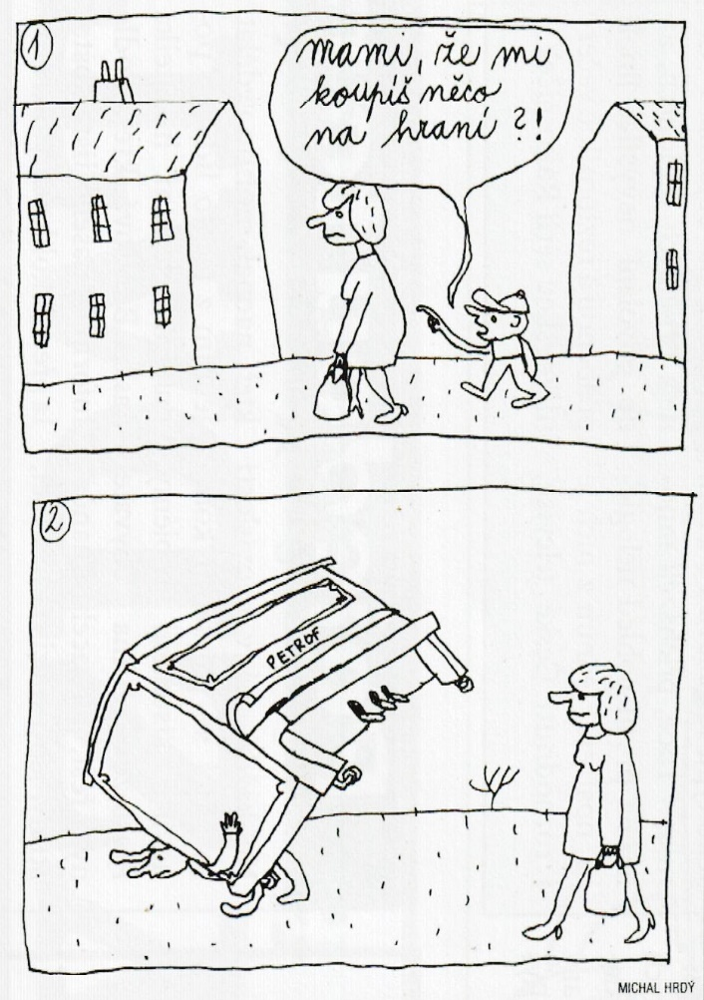 1
Mami, že mi
koupíš něco
na hraní ?!
2
PETROF
MICHAL HRDÝ